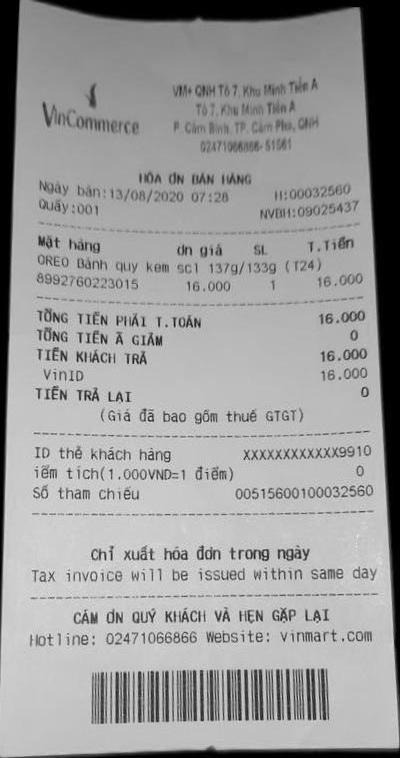 VinCommerce
VM+ QNH Tổ 7, Khu Minh Tiến A
Tổ 7, Khu Minh Tiến A
P. Cẩm Bình, TP. Cẩm Phả, QNH
02471066866- 51561
HÓA ƠN BÁN HÀNG
Ngày bán:13/08/2020 07:28 H:00032560
Quầy:001 NVBH:09025437
Mặt hàng ơn giá SL T.Tiền
OREO Bánh quy kem scl 137g/133g (T24)
8992760223015 16.000 1 16.000
TỔNG TIỀN PHẢI T.TOÁN 16.000
TỔNG TIỀN Ã GIẢM 0
TIỀN KHÁCH TRẢ 16.000
VinID 16.000
TIỀN TRẢ LẠI 0
(Giá đã bao gồm thuế GTGT)
ID thẻ khách hàng XXXXXXXXXXXX9910
iểm tích(1.000VND=1 điểm) 0
Số tham chiếu 00515600100032560
Chỉ xuất hóa đơn trong ngày
Tax invoice will be issued within same day
CẢM ƠN QUÝ KHÁCH VÀ HẸN GẶP LẠI
Hotline: 02471066866 Website: vinmart.com